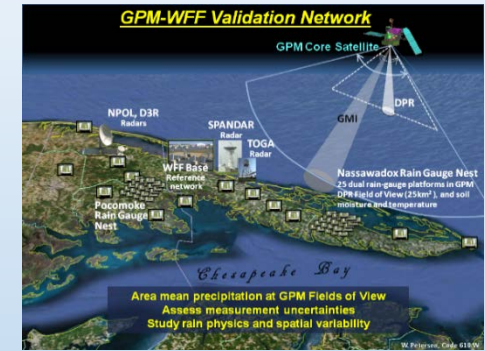 GPM-WFF Validation Network
GPM Core Satellite
DPR
GMI
NPOL, D3R
Radars
SPANDAR
Radar
TOGA
Radar
WFF Base
Reference
network
Nassawadox Rain Gauge Nest
25 dual rain-gauge platforms in GPM
DPR Field of View (25km²), and soil
moisture and temperature
Pocomoke
Rain Gauge
Nest
Chesapeake Bay
Area mean precipitation at GPM Fields of View
Assess measurement uncertainties
Study rain physics and spatial variability
W. Petersen, Code 610.W